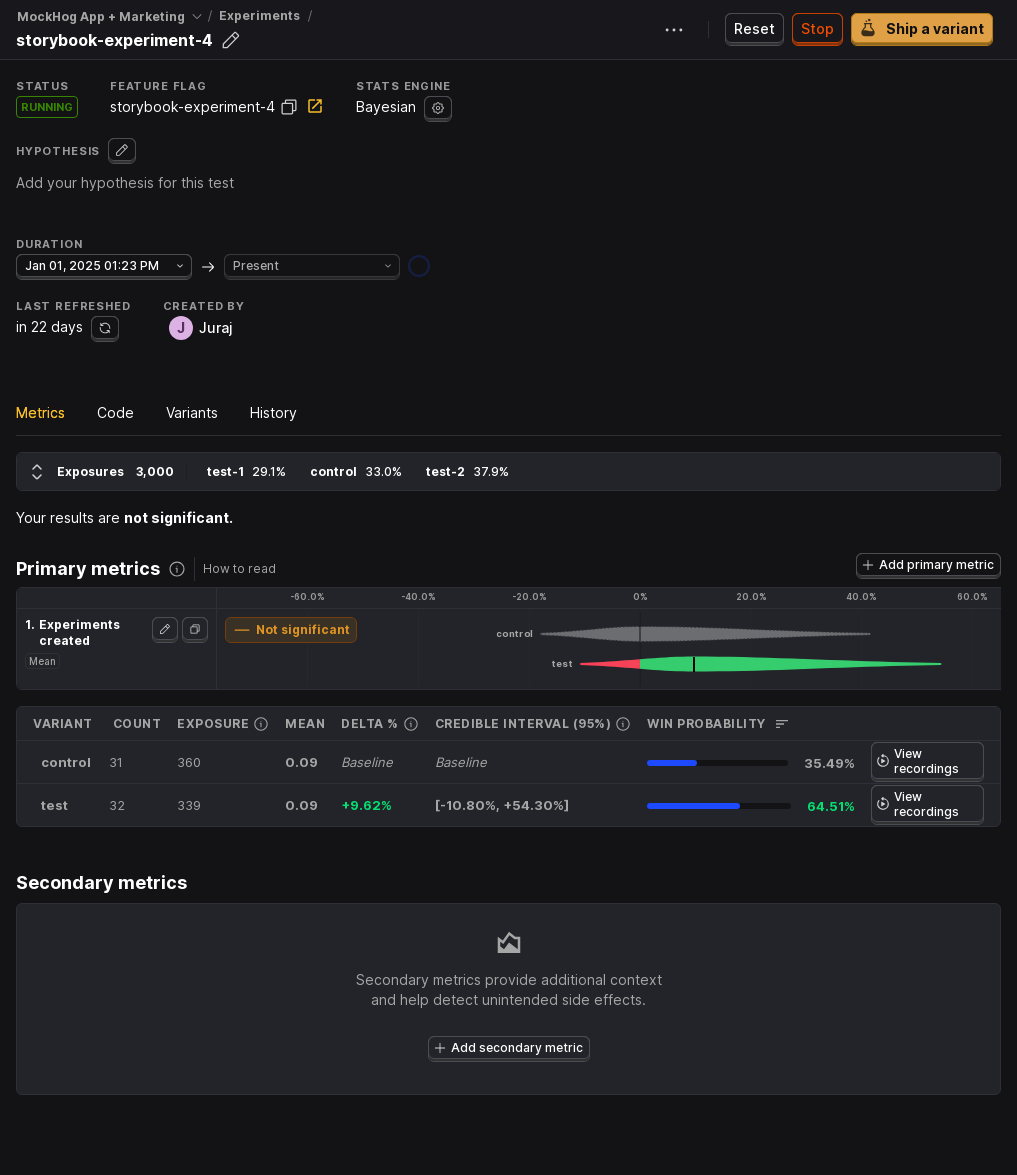 MockHog App + Marketing / Experiments /
storybook-experiment-4
Reset
Stop
Ship a variant
STATUS
RUNNING
FEATURE FLAG
storybook-experiment-4
STATS ENGINE
Bayesian
HYPOTHESIS
Add your hypothesis for this test
DURATION
Jan 01, 2025 01:23 PM
Present
LAST REFRESHED
in 22 days
CREATED BY
J Juraj
Metrics Code Variants History
Exposures 3,000 test-1 29.1% control 33.0% test-2 37.9%
Your results are not significant.
Primary metrics How to read
Add primary metric
-60.0% -40.0% -20.0% 0% 20.0% 40.0% 60.0%
1. Experiments
created
Mean
— Not significant
control
test
VARIANT COUNT EXPOSURE MEAN DELTA % CREDIBLE INTERVAL (95%) WIN PROBABILITY
control 31 360 0.09 Baseline Baseline 35.49% View
recordings
test 32 339 0.09 +9.62% [-10.80%, +54.30%] 64.51% View
recordings
Secondary metrics
Secondary metrics provide additional context
and help detect unintended side effects.
Add secondary metric